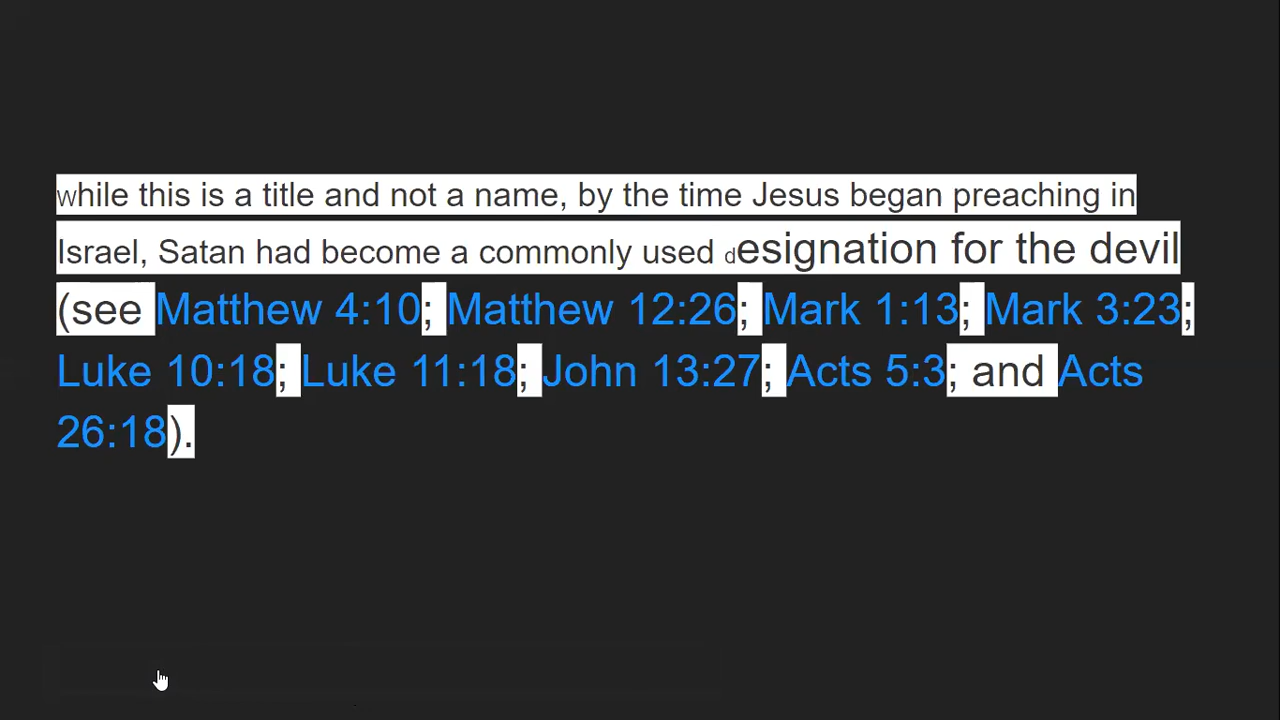 while this is a title and not a name, by the time Jesus began preaching in
Israel, Satan had become a commonly used designation for the devil
(see Matthew 4:10; Matthew 12:26; Mark 1:13; Mark 3:23;
Luke 10:18; Luke 11:18; John 13:27; Acts 5:3; and Acts
26:18).